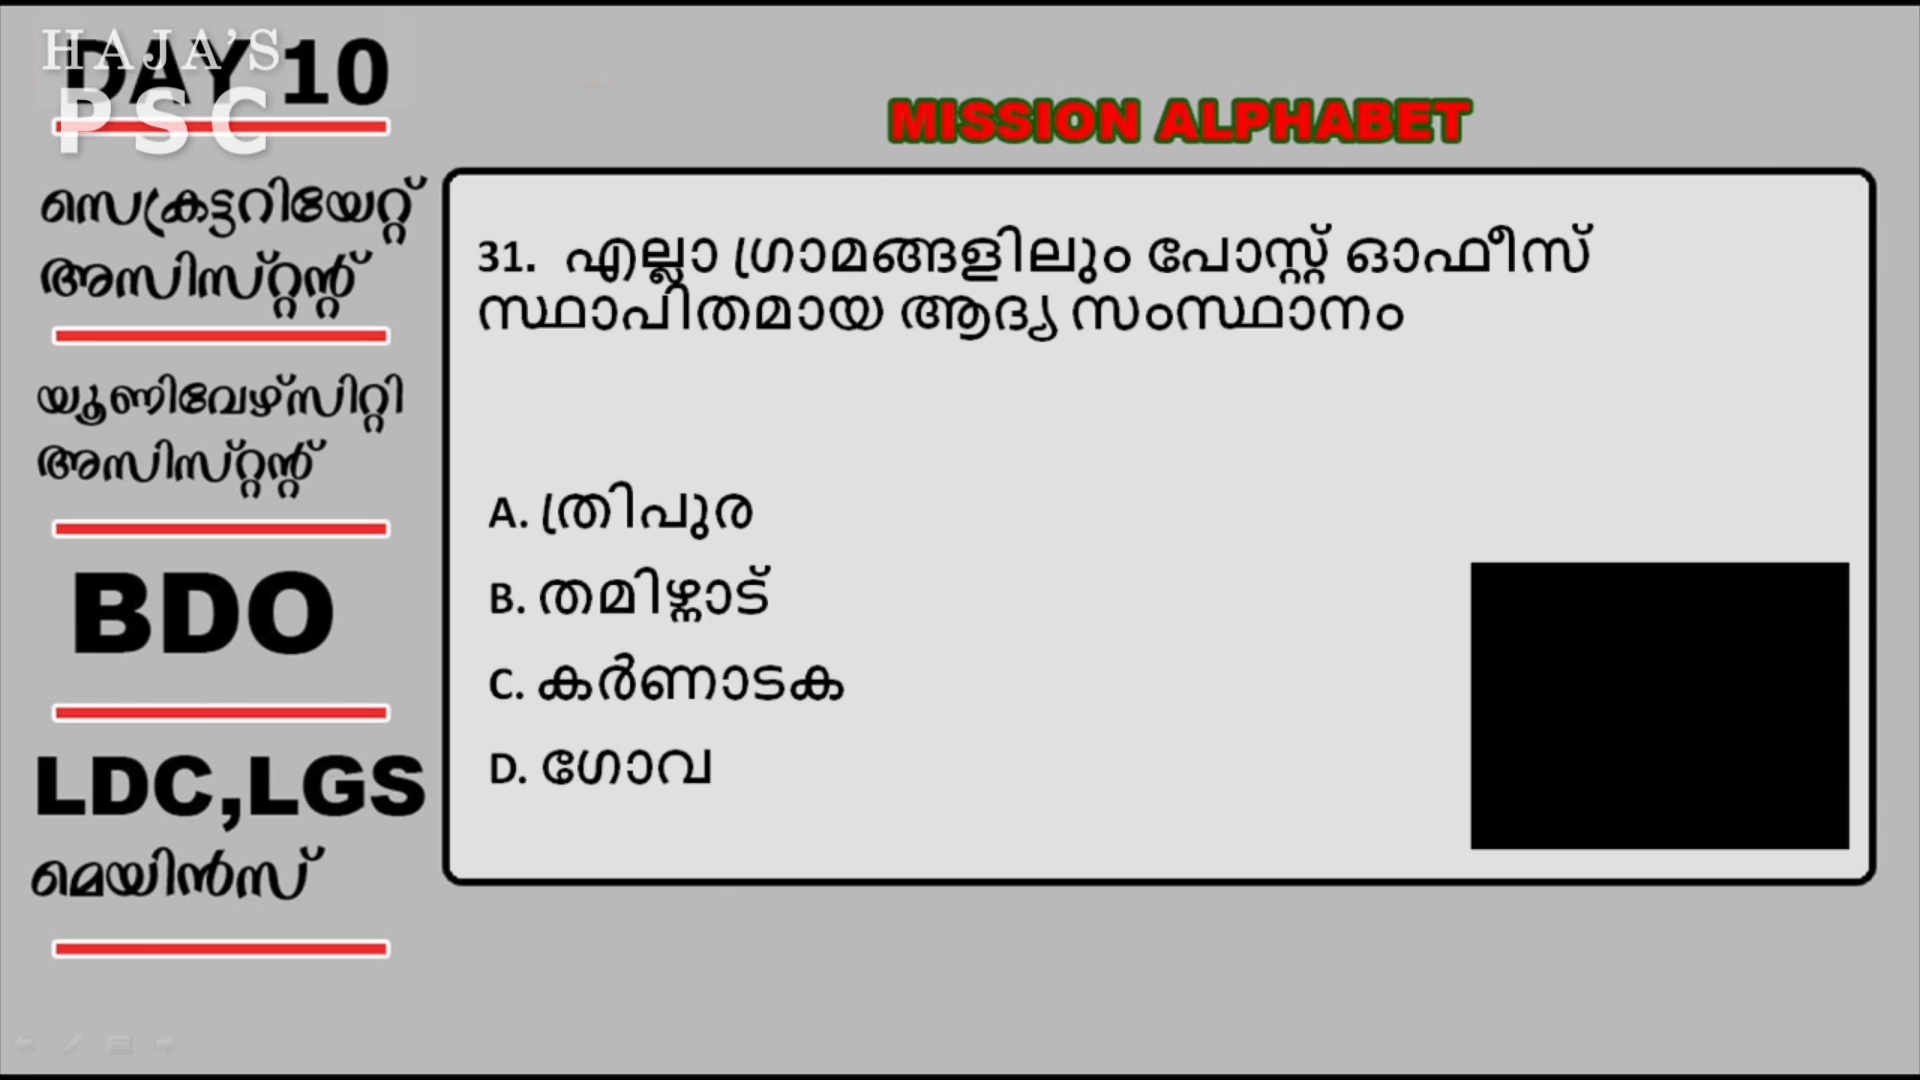 HAJA'S
PSC
DAY 10
സെക്രട്ടറിയേറ്റ്
അസിസ്റ്റന്റ്
യൂണിവേഴ്സിറ്റി
അസിസ്റ്റന്റ്
BDO
LDC,LGS
മെയിൻസ്
MISSION ALPHABET
31. എല്ലാ ഗ്രാമങ്ങളിലും പോസ്റ്റ് ഓഫീസ്
സ്ഥാപിതമായ ആദ്യ സംസ്ഥാനം
A. ത്രിപുര
B. തമിഴ്നാട്
C. കർണാടക
D. ഗോവ